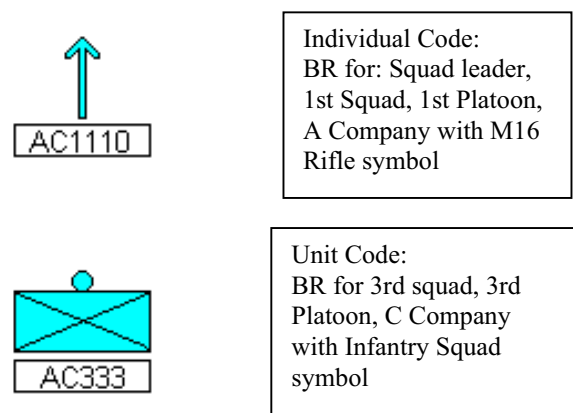 AC1110
Individual Code:
BR for: Squad leader,
1st Squad, 1st Platoon,
A Company with M16
Rifle symbol
AC333
Unit Code:
BR for 3rd squad, 3rd
Platoon, C Company
with Infantry Squad
symbol